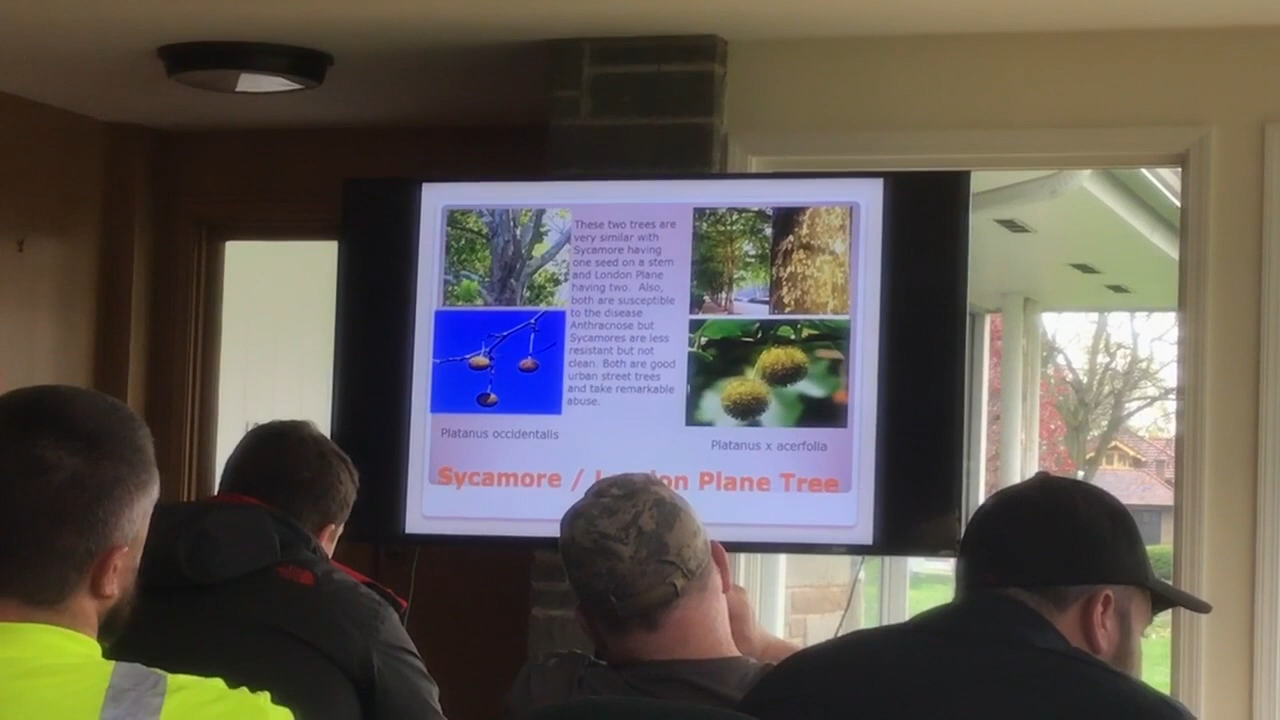 These two trees are
very similar with
Sycamore having
one seed on a stem
and London Plane
having two. Also,
both are susceptible
to the disease
Anthracnose but
Sycamores are less
resistant but not
clean. Both are good
urban street trees
and take remarkable
abuse.
Platanus occidentalis
Platanus x acerfolia
Sycamore / on Plane Tree